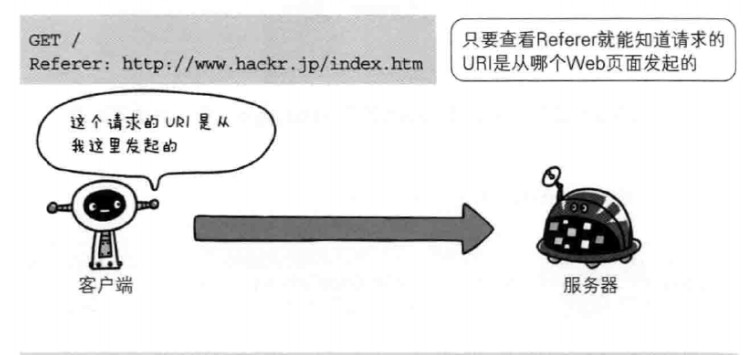 GET /
Referer: http://www.hackr.jp/index.htm
只要查看Referer就能知道请求的
URI是从哪个Web页面发起的
这个请求的 URI 是从
我这里发起的
客户端
服务器